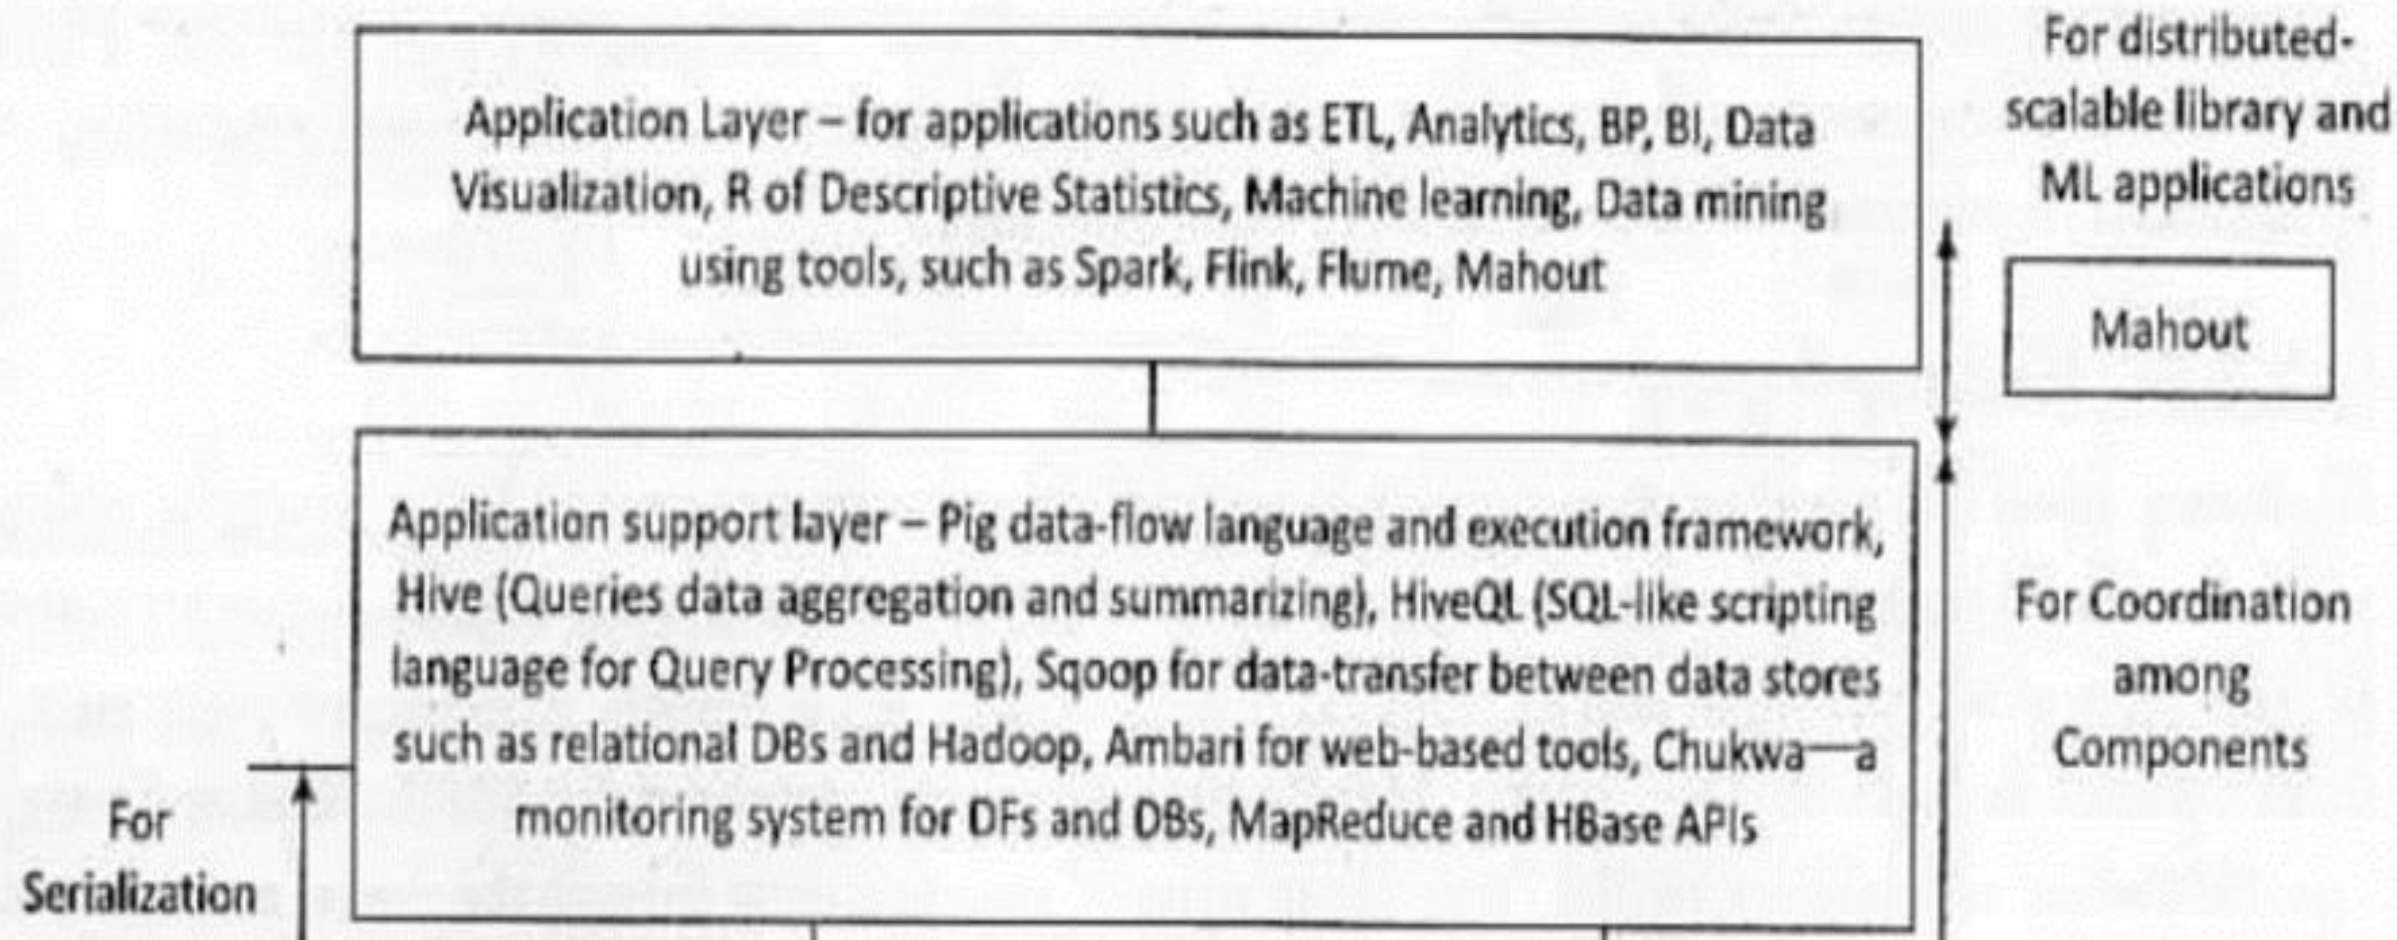 For distributed-
scalable library and
ML applications
Application Layer – for applications such as ETL, Analytics, BP, BI, Data
Visualization, R of Descriptive Statistics, Machine learning, Data mining
using tools, such as Spark, Flink, Flume, Mahout
Mahout
Application support layer – Pig data-flow language and execution framework,
Hive (Queries data aggregation and summarizing), HiveQL (SQL-like scripting
language for Query Processing), Sqoop for data-transfer between data stores
such as relational DBs and Hadoop, Ambari for web-based tools, Chukwa—a
monitoring system for DFs and DBs, MapReduce and HBase APIs
For Coordination
among
Components
For
Serialization